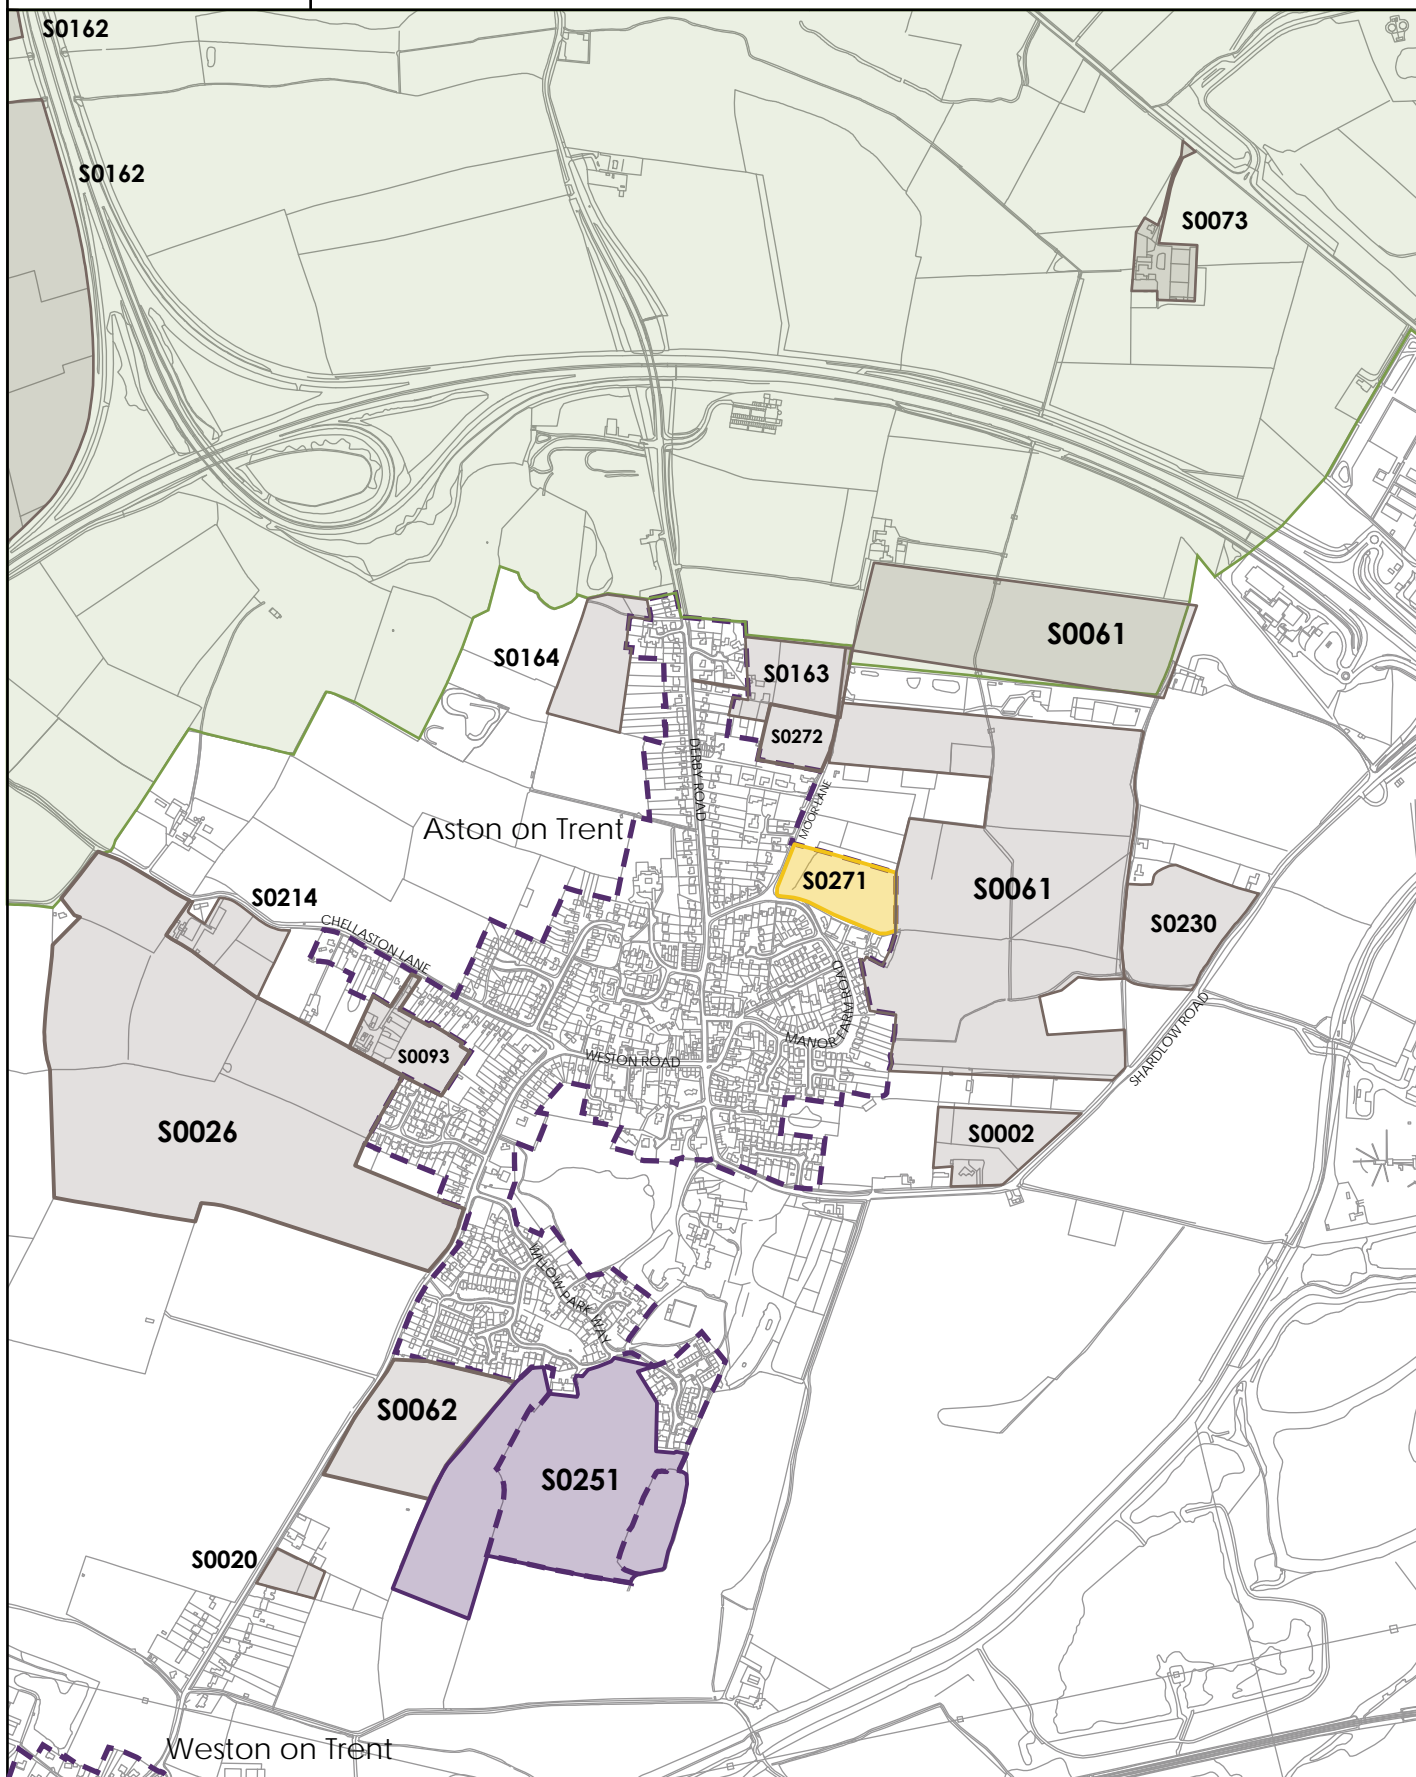 S0162
S0162
S0073
S0061
S0164
S0163
S0272
DERBY ROAD
MOOR LANE
Aston on Trent
S0271
S0061
S0214
S0230
CHELLASTON LANE
MANOR FARM ROAD
SHARDLOW ROAD
S0093
WESTON ROAD
S0026
S0002
WILLOW PARK WAY
S0062
S0251
S0020
Weston on Trent